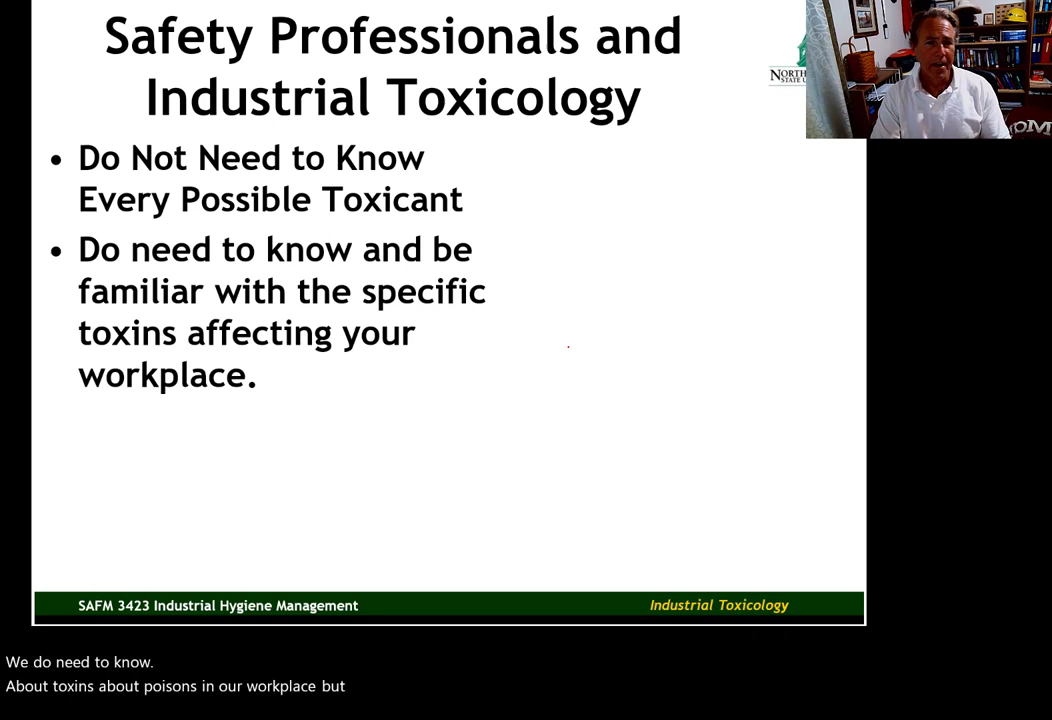 Safety Professionals and
Industrial Toxicology
NORTH
STATE U
• Do Not Need to Know
Every Possible Toxicant
• Do need to know and be
familiar with the specific
toxins affecting your
workplace.
SAFM 3423 Industrial Hygiene Management
Industrial Toxicology
We do need to know.
About toxins about poisons in our workplace but